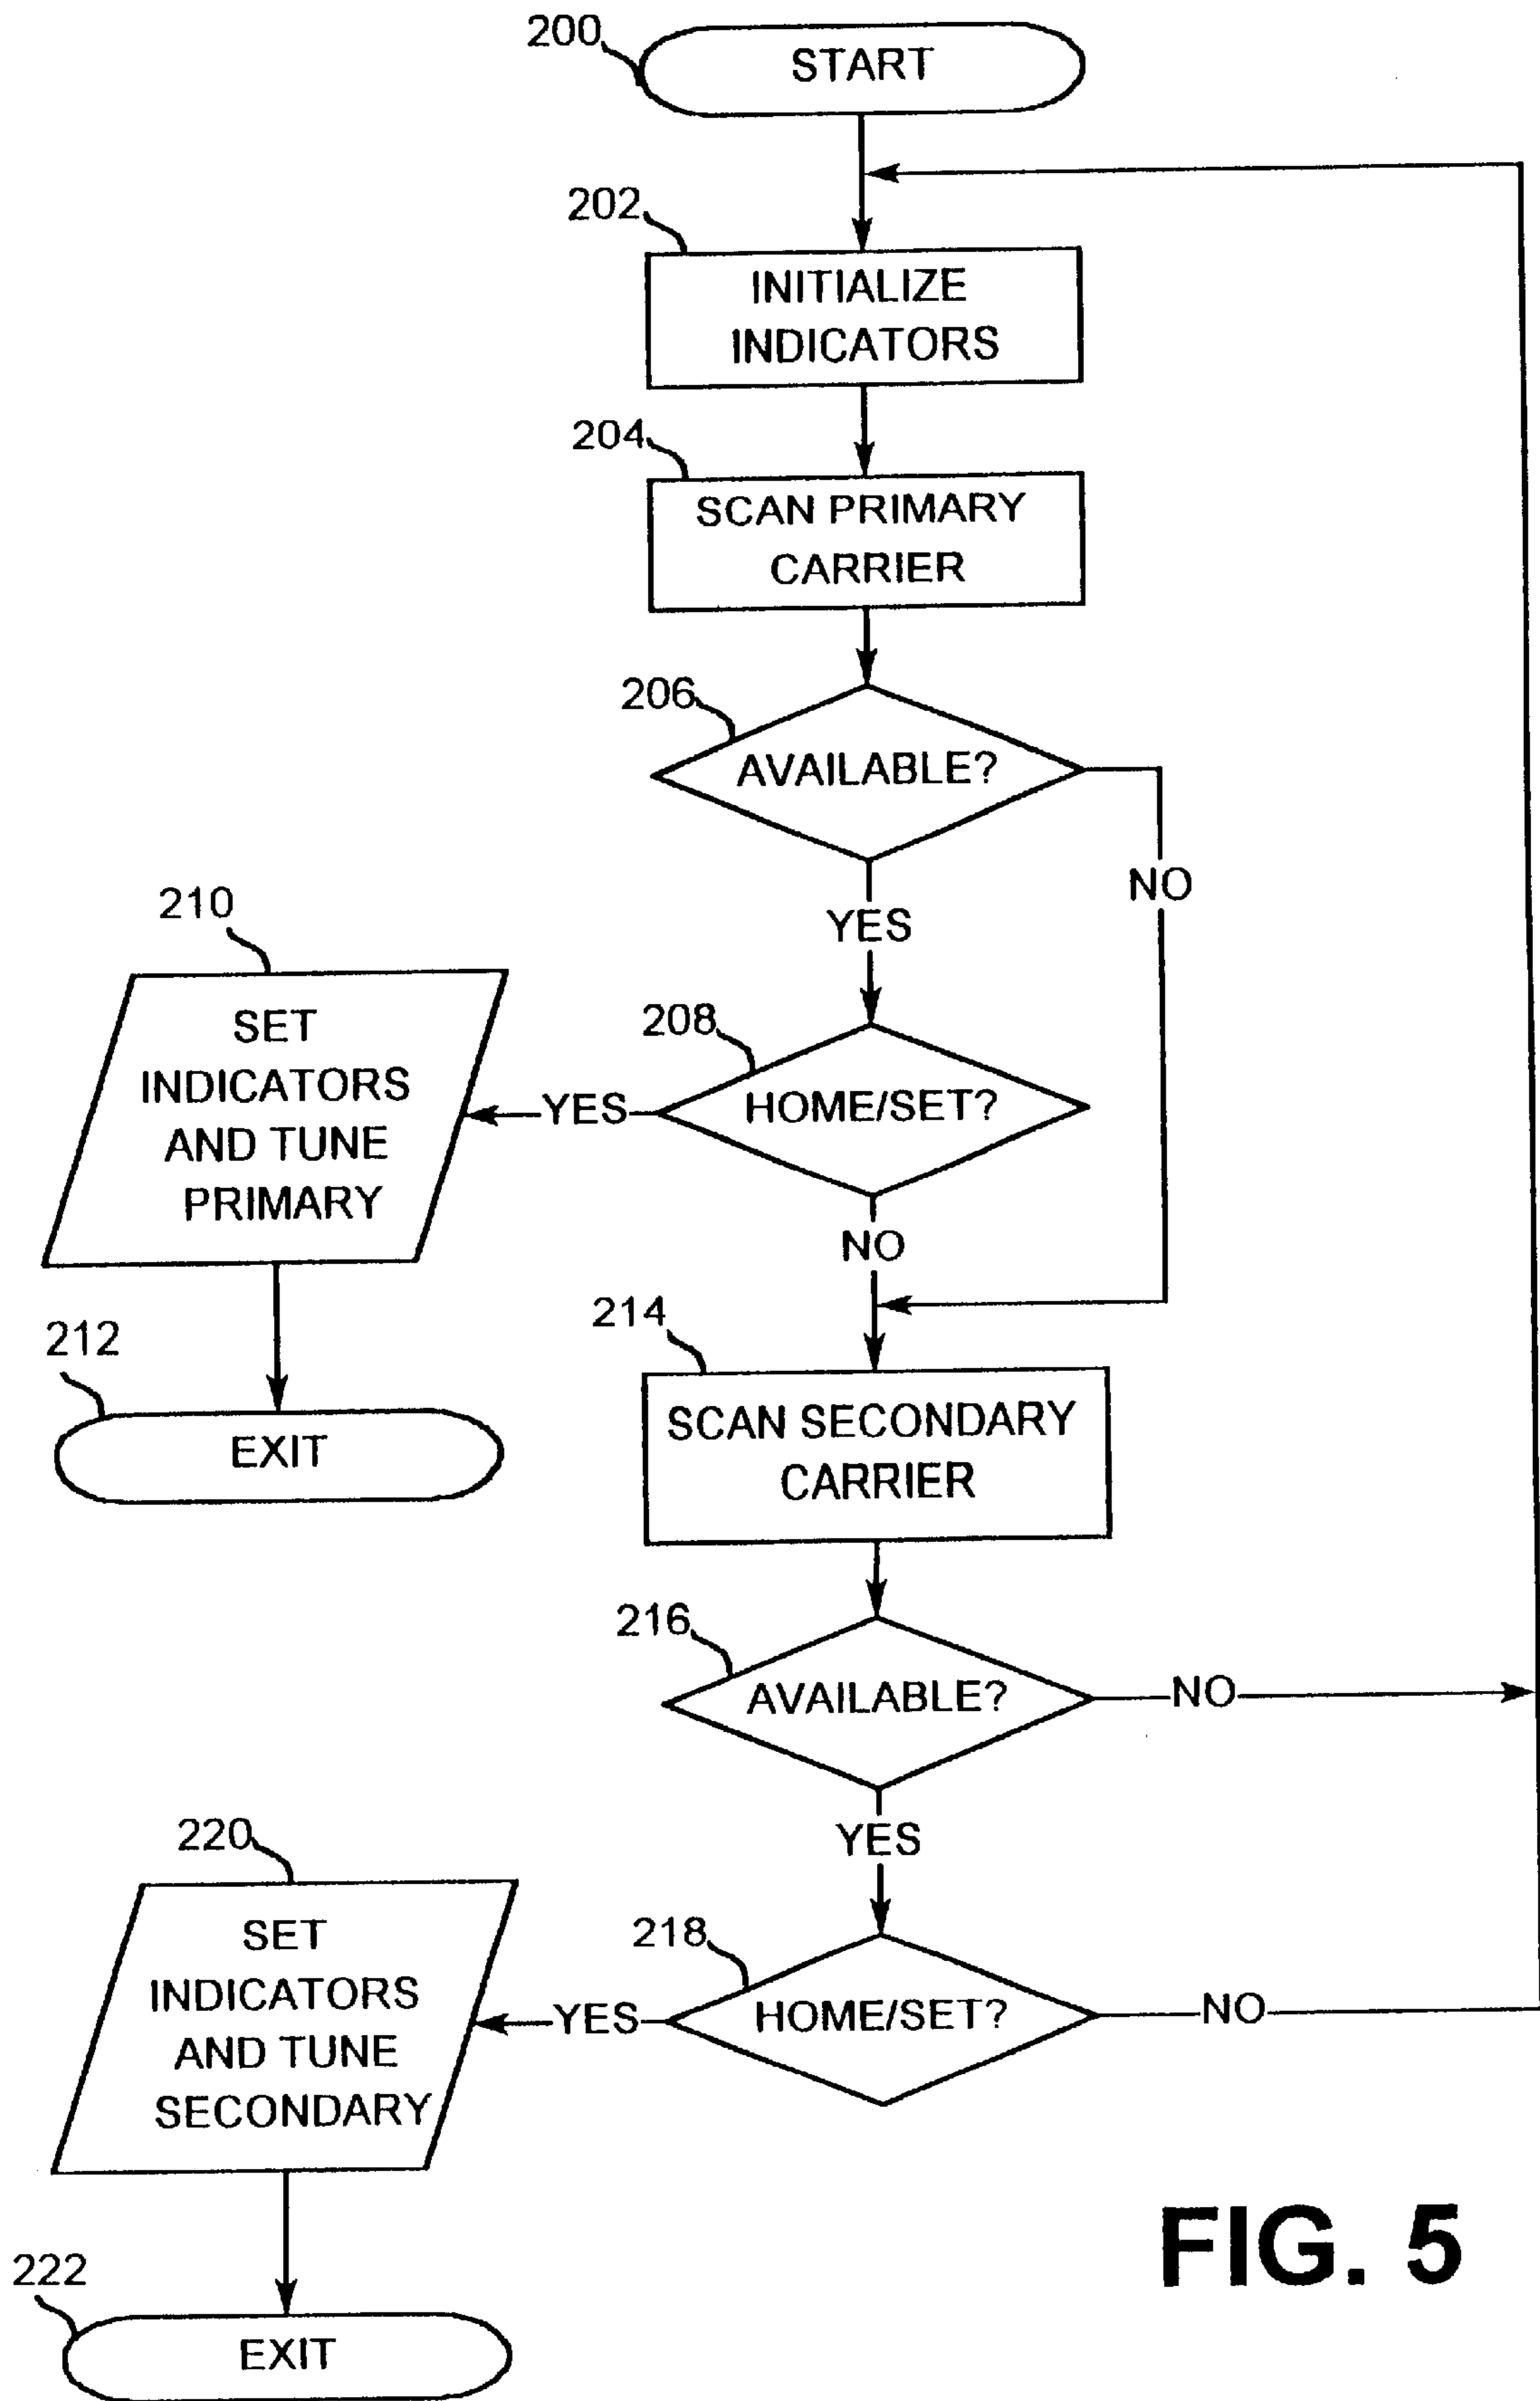 200
START
202
INITIALIZE
INDICATORS
204
SCAN PRIMARY
CARRIER
206
AVAILABLE?
NO
YES
210
SET
INDICATORS
AND TUNE
PRIMARY
208
HOME/SET?
YES
NO
212
EXIT
214
SCAN SECONDARY
CARRIER
216
AVAILABLE?
NO
YES
220
SET
INDICATORS
AND TUNE
SECONDARY
218
HOME/SET?
YES
NO
222
EXIT
FIG. 5